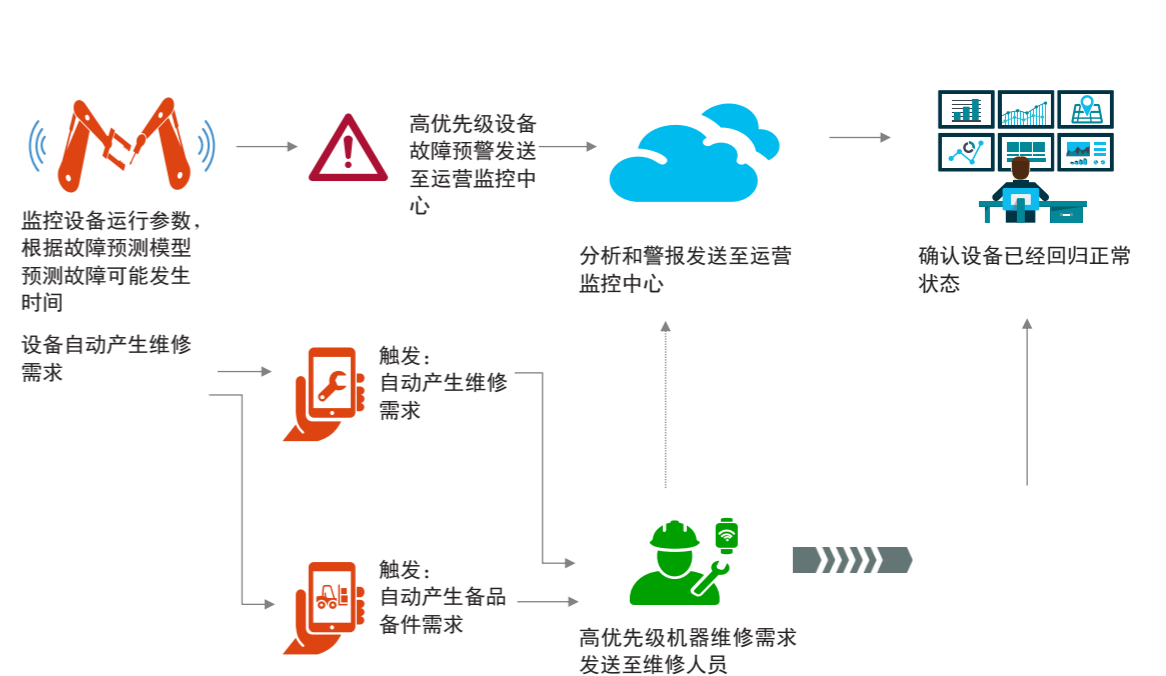 监控设备运行参数，
根据故障预测模型
预测故障可能发生
时间
设备自动产生维修
需求
高优先级设备
故障预警发送
至运营监控中
心
分析和警报发送至运营
监控中心
确认设备已经回归正常
状态
触发：
自动产生维修
需求
触发：
自动产生备品
备件需求
高优先级机器维修需求
发送至维修人员